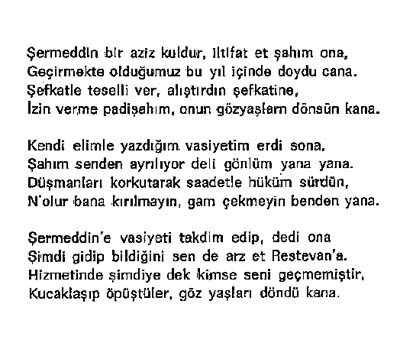 Şermeddin bir aziz kuldur, iltifat et şahım ona,
Geçirmekte olduğumuz bu yıl içinde doydu cana.
Şefkatle teselli ver, alıştırdın şefkatine,
İzin verme padişahım, onun gözyaşları dönsün kana.
Kendi elimle yazdığım vasiyetim erdi sona,
Şahım senden ayrılıyor deli gönlüm yana yana.
Düşmanları korkutarak saadetle hüküm sürdün,
N'olur bana kırılmayın, gam çekmeyin benden yana.
Şermeddin'e vasiyeti takdim edip, dedi ona
Şimdi gidip bildiğini sen de arz et Restevan'a.
Hizmetinde şimdiye dek kimse seni geçmemiştir,
Kucaklaşıp öpüştüler, göz yaşları döndü kana.